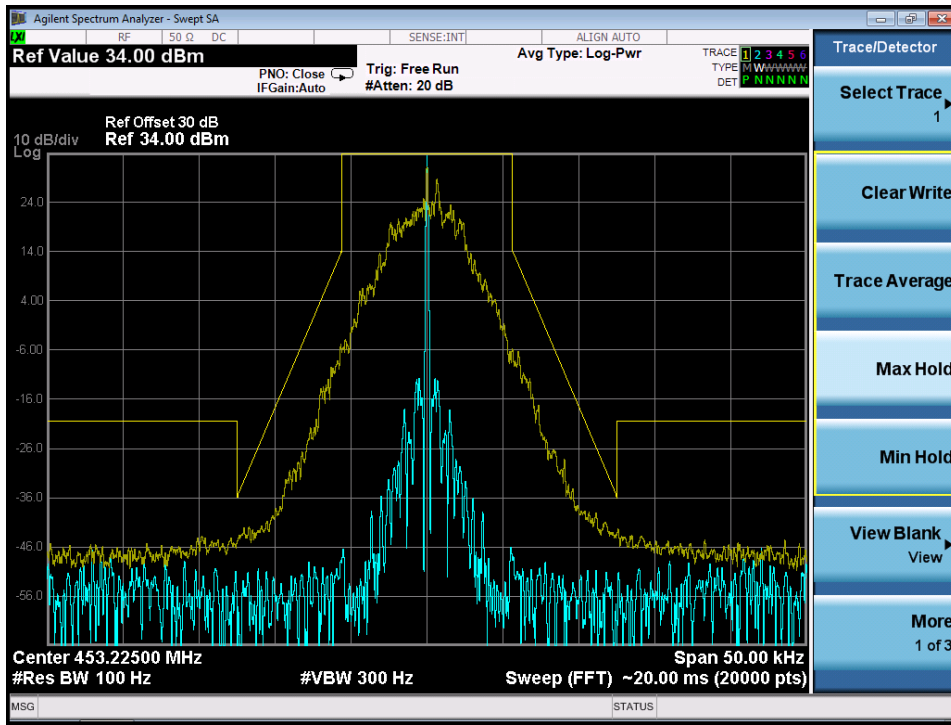 Agilent Spectrum Analyzer - Swept SA
LXI
RF
50 Ω
DC
SENSE:INT
ALIGN AUTO
Ref Value 34.00 dBm
PNO: Close
IFGain:Auto
Trig: Free Run
#Atten: 20 dB
Avg Type: Log-Pwr
TRACE 1 2 3 4 5 6
TYPE M W W W W W
DET P N N N N N
Ref Offset 30 dB
10 dB/div
Ref 34.00 dBm
Log
24.0
14.0
4.00
-6.00
-16.0
-26.0
-36.0
-46.0
-56.0
Center 453.22500 MHz
Span 50.00 kHz
#Res BW 100 Hz
#VBW 300 Hz
Sweep (FFT) ~20.00 ms (20000 pts)
MSG
STATUS
Trace/Detector
Select Trace
1
Clear Write
Trace Average
Max Hold
Min Hold
View Blank
View
More
1 of 3